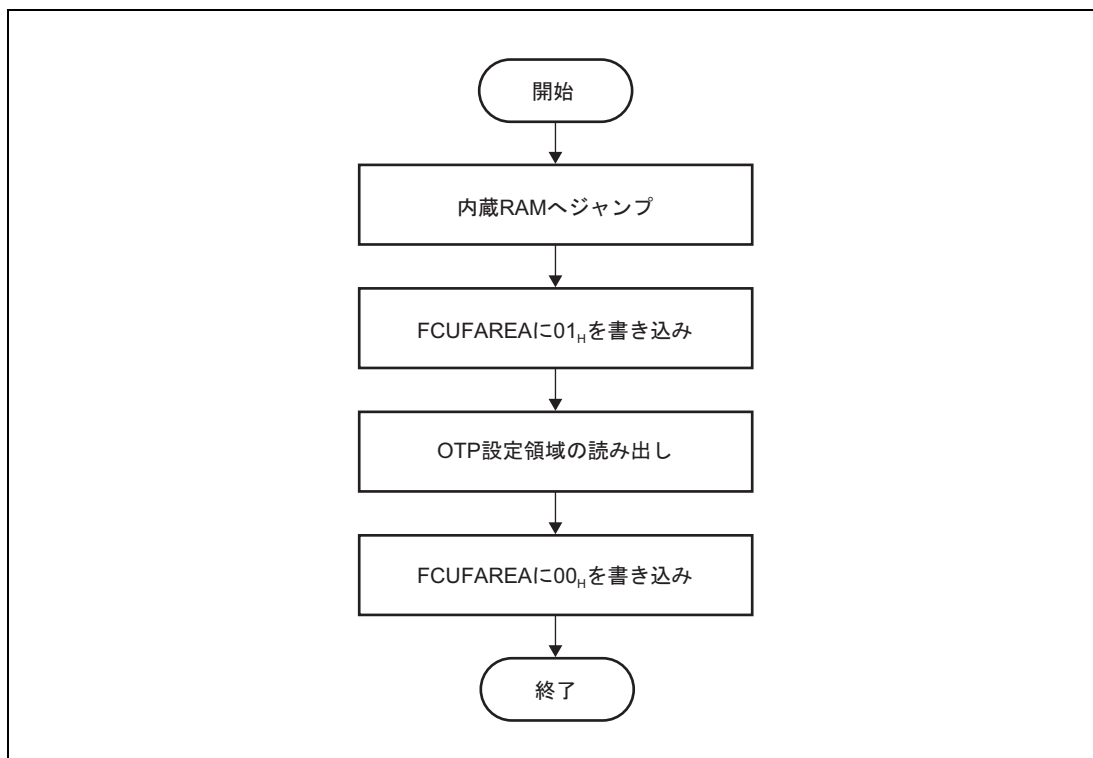 開始
内蔵RAMへジャンプ
FCUFAREAに01Hを書き込み
OTP設定領域の読み出し
FCUFAREAに00Hを書き込み
終了